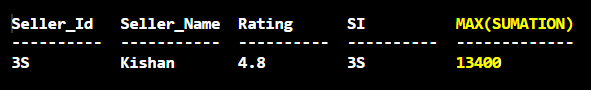 Seller_Id Seller_Name Rating SI MAX(SUMATION)
---------- ----------- ---------- ---------- -------------
3S Kishan 4.8 3S 13400